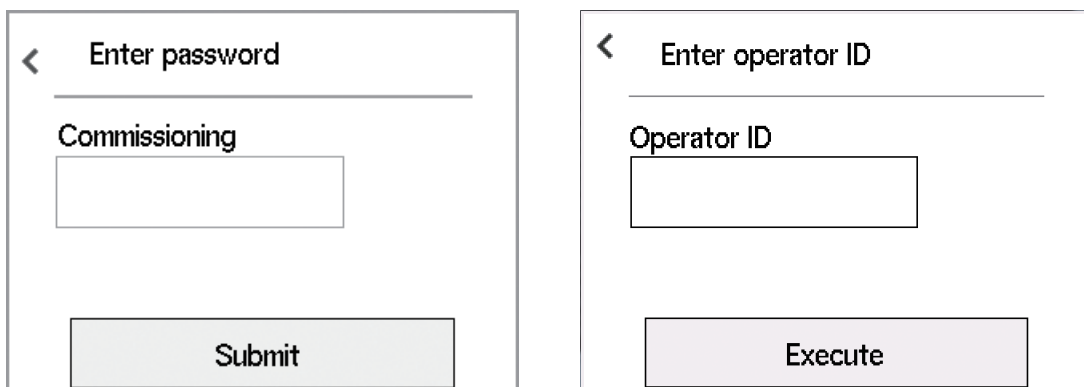 Enter password
Commissioning
Submit
Enter operator ID
Operator ID
Execute